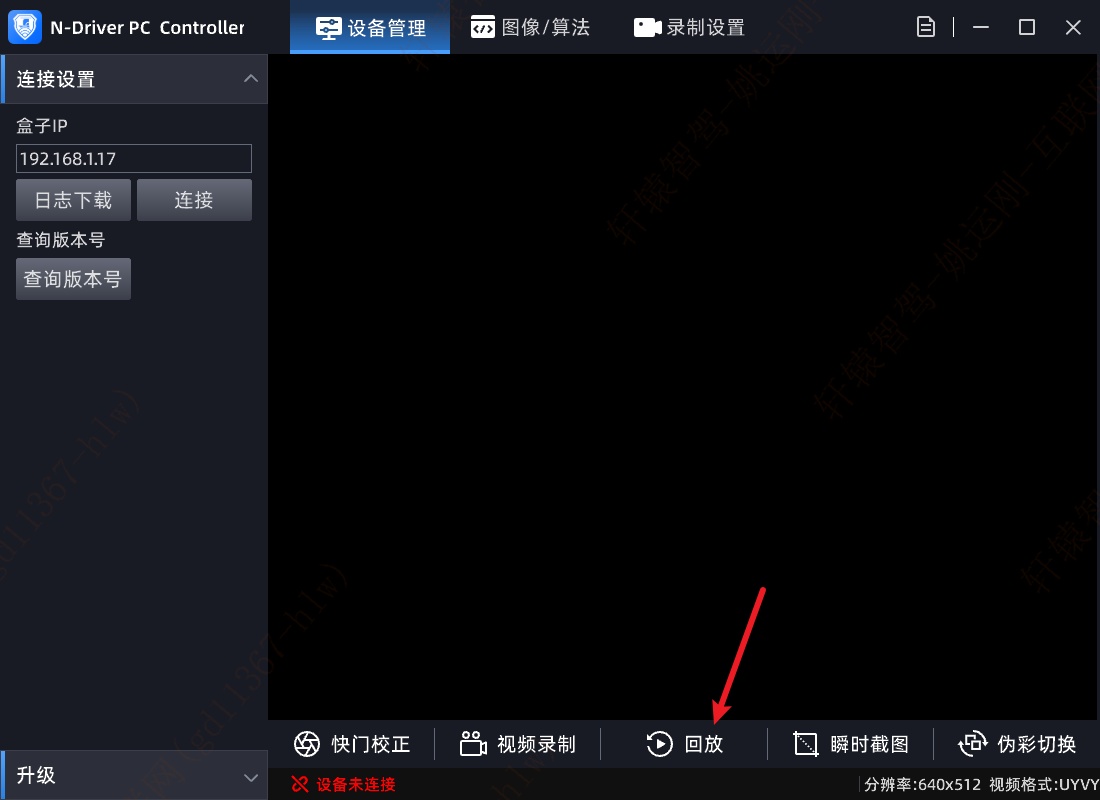 N-Driver PC Controller
设备管理
图像/算法
录制设置
连接设置
盒子IP
192.168.1.17
日志下载
连接
查询版本号
查询版本号
升级
快门校正
视频录制
回放
瞬时截图
伪彩切换
设备未连接
分辨率:640x512 视频格式:UYVY